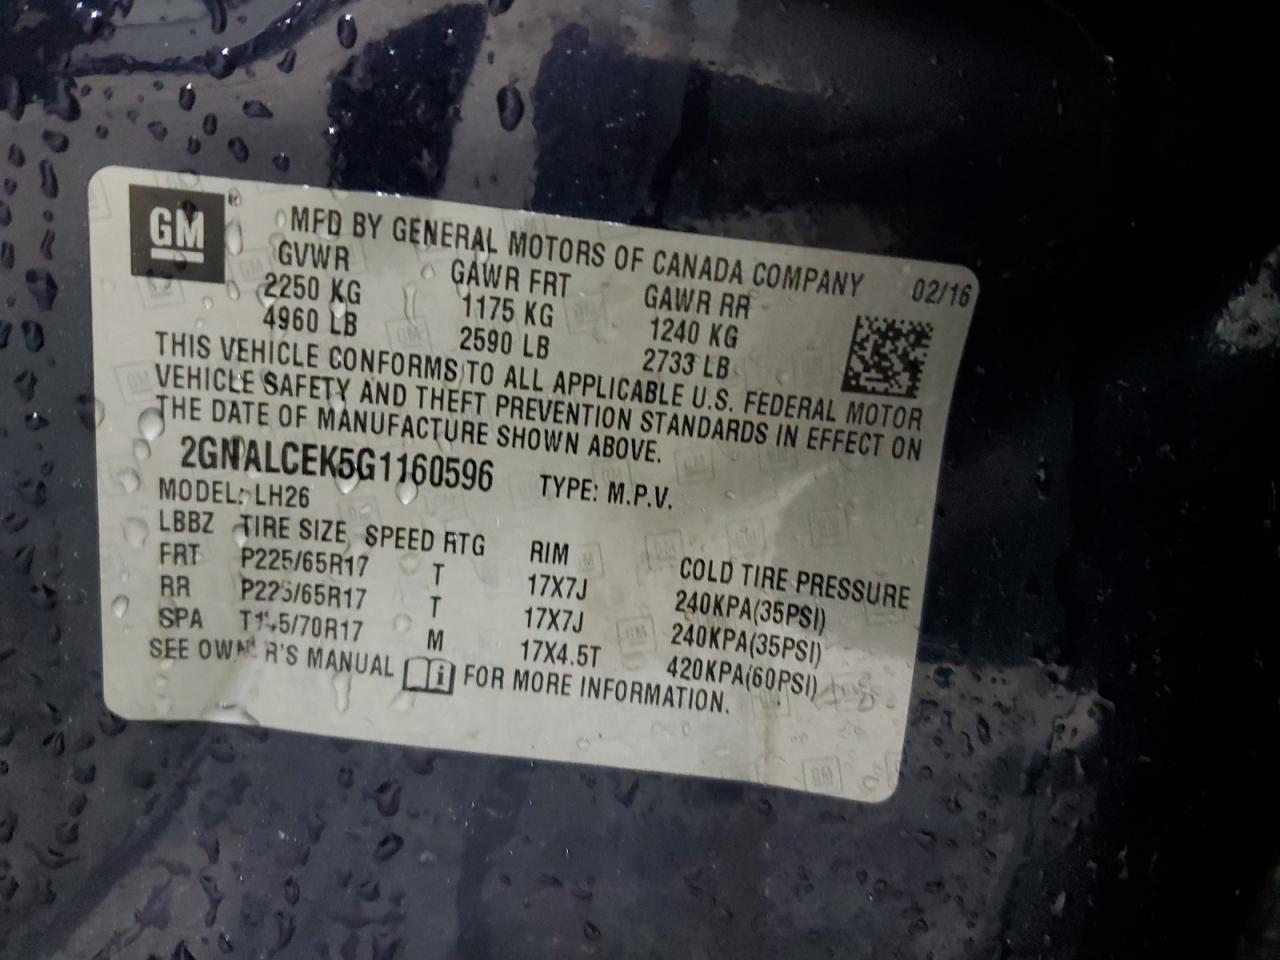 GM
MFD BY GENERAL MOTORS OF CANADA COMPANY 02/16
GVWR GAWR FRT GAWR RR
2250 KG 1175 KG 1240 KG
4960 LB 2590 LB 2733 LB
THIS VEHICLE CONFORMS TO ALL APPLICABLE U.S. FEDERAL MOTOR
VEHICLE SAFETY AND THEFT PREVENTION STANDARDS IN EFFECT ON
THE DATE OF MANUFACTURE SHOWN ABOVE.
2GNALCEK5G1160596 TYPE: M.P.V.
MODEL: LH26
LBBZ TIRE SIZE SPEED RTG RIM COLD TIRE PRESSURE
FRT P225/65R17 T 17X7J 240KPA(35PSI)
RR P225/65R17 T 17X7J 240KPA(35PSI)
SPA T145/70R17 M 17X4.5T 420KPA(60PSI)
SEE OWNER'S MANUAL i FOR MORE INFORMATION.